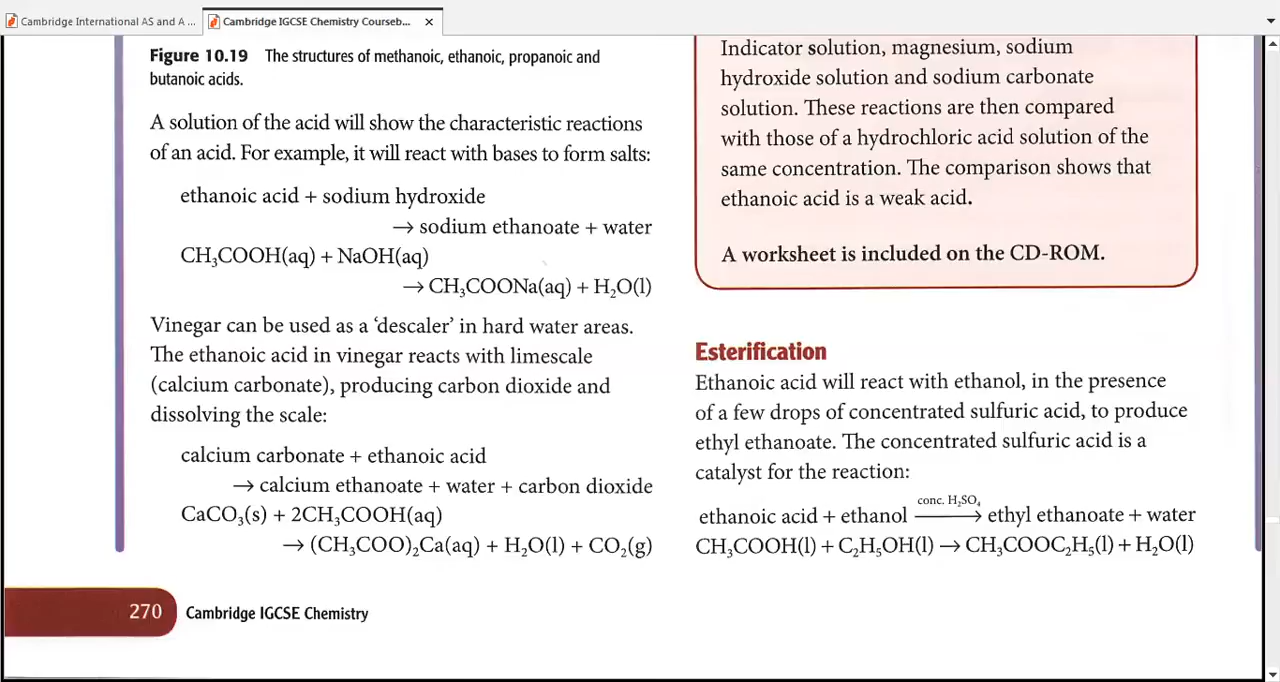 Cambridge International AS and A ...
Cambridge IGCSE Chemistry Courseb...
Figure 10.19 The structures of methanoic, ethanoic, propanoic and
butanoic acids.
A solution of the acid will show the characteristic reactions
of an acid. For example, it will react with bases to form salts:
ethanoic acid + sodium hydroxide
→ sodium ethanoate + water
CH₃COOH(aq) + NaOH(aq)
→ CH₃COONa(aq) + H₂O(l)
Vinegar can be used as a ‘descaler’ in hard water areas.
The ethanoic acid in vinegar reacts with limescale
(calcium carbonate), producing carbon dioxide and
dissolving the scale:
calcium carbonate + ethanoic acid
→ calcium ethanoate + water + carbon dioxide
CaCO₃(s) + 2CH₃COOH(aq)
→ (CH₃COO)₂Ca(aq) + H₂O(l) + CO₂(g)
Indicator solution, magnesium, sodium
hydroxide solution and sodium carbonate
solution. These reactions are then compared
with those of a hydrochloric acid solution of the
same concentration. The comparison shows that
ethanoic acid is a weak acid.
A worksheet is included on the CD-ROM.
Esterification
Ethanoic acid will react with ethanol, in the presence
of a few drops of concentrated sulfuric acid, to produce
ethyl ethanoate. The concentrated sulfuric acid is a
catalyst for the reaction:
conc. H₂SO₄
ethanoic acid + ethanol ⟶ ethyl ethanoate + water
CH₃COOH(l) + C₂H₅OH(l) → CH₃COOC₂H₅(l) + H₂O(l)
270 Cambridge IGCSE Chemistry